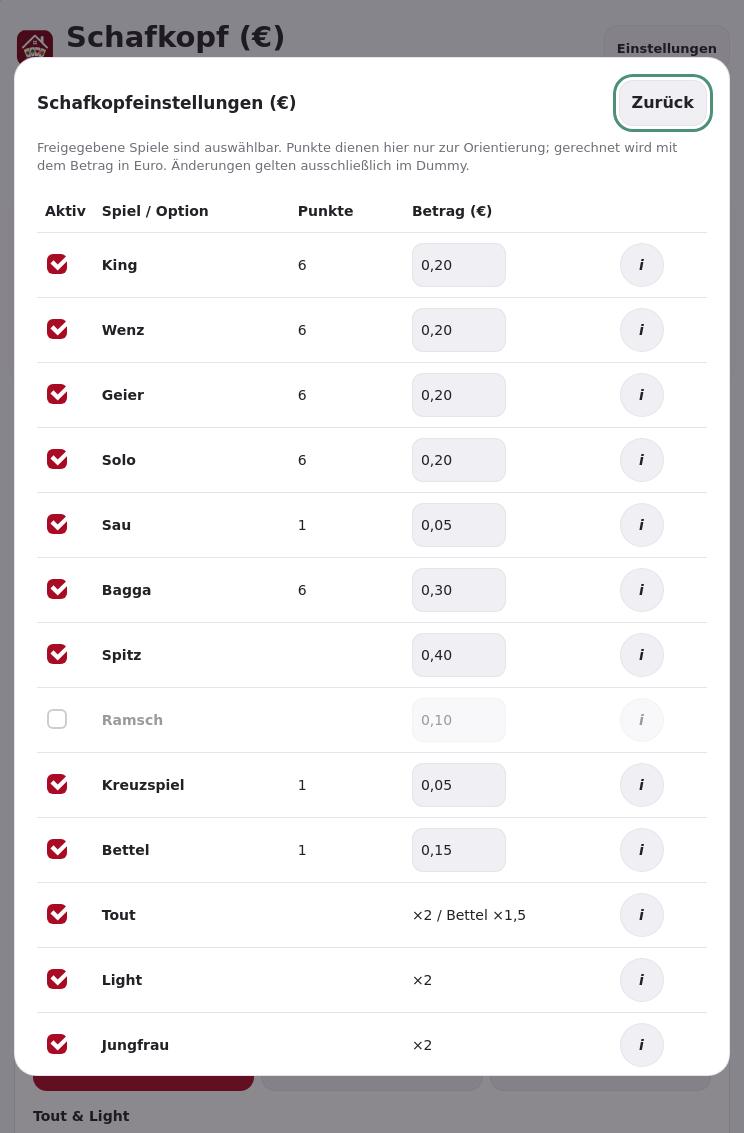 Schafkopf (€)
Einstellungen
Schafkopfeinstellungen (€)
Zurück
Freigegebene Spiele sind auswählbar. Punkte dienen hier nur zur Orientierung; gerechnet wird mit
dem Betrag in Euro. Änderungen gelten ausschließlich im Dummy.
Aktiv Spiel / Option Punkte Betrag (€)
King 6 0,20 i
Wenz 6 0,20 i
Geier 6 0,20 i
Solo 6 0,20 i
Sau 1 0,05 i
Bagga 6 0,30 i
Spitz 0,40 i
Ramsch 0,10 i
Kreuzspiel 1 0,05 i
Bettel 1 0,15 i
Tout ×2 / Bettel ×1,5 i
Light ×2 i
Jungfrau ×2 i
Tout & Light